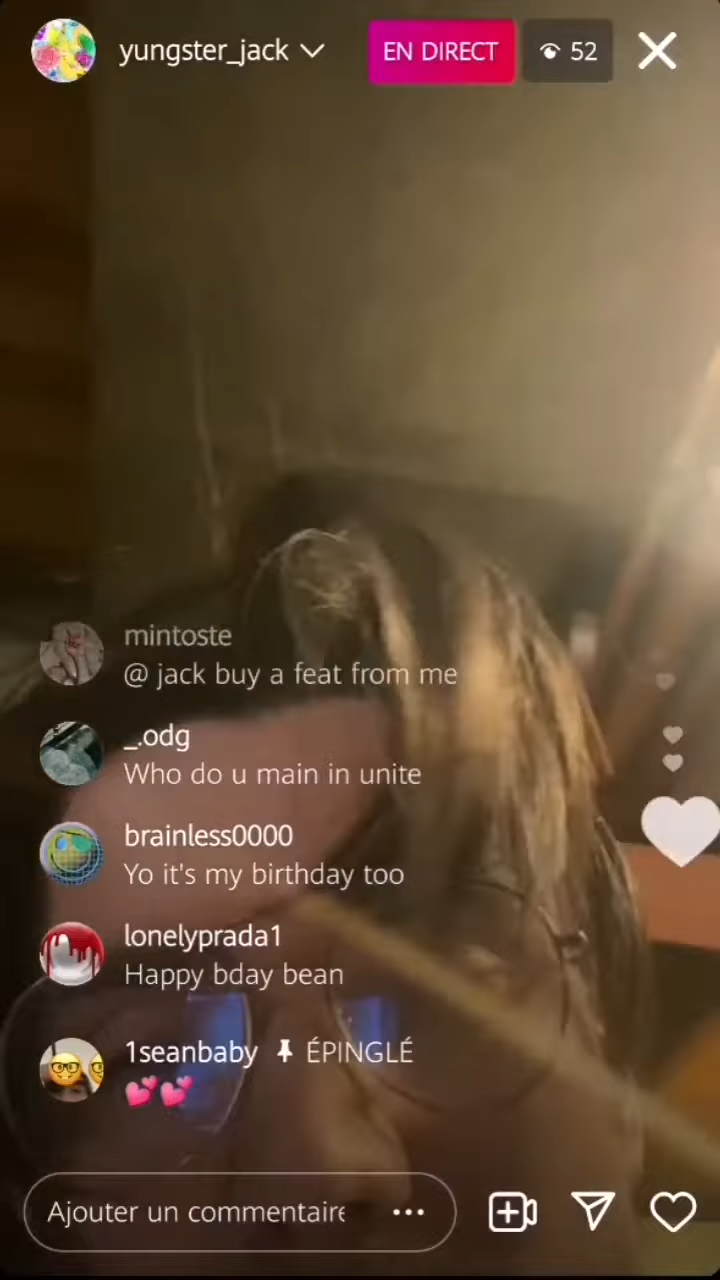 yungster_jack
EN DIRECT
52
mintoste
@ jack buy a feat from me
_.odg
Who do u main in unite
brainless0000
Yo it's my birthday too
lonelyprada1
Happy bday bean
1seanbaby ÉPINGLÉ
💕💕
Ajouter un commentaire